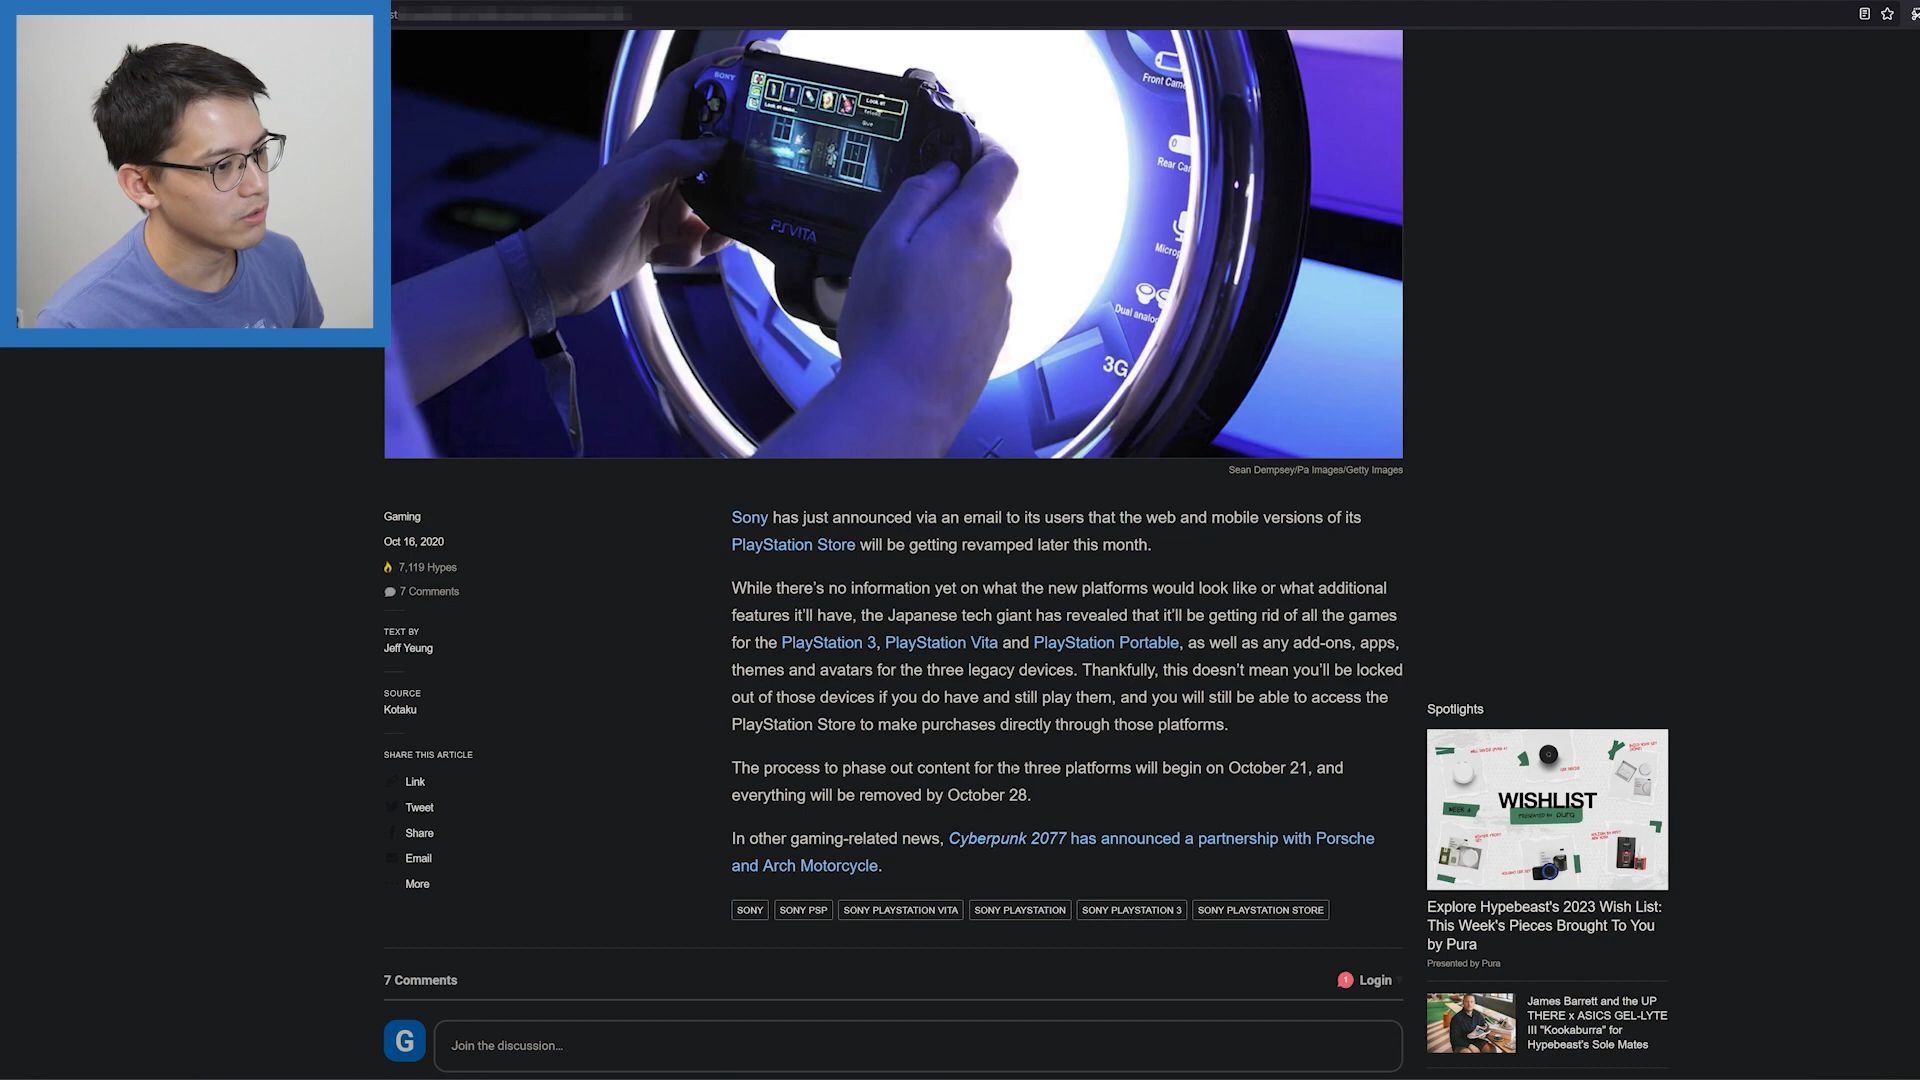 SONY
Look at
Give
PSVITA
Front Cam
Rear Ca
Microp
Dual analo
3G
Sean Dempsey/Pa Images/Getty Images
Gaming
Oct 16, 2020
7,119 Hypes
7 Comments
TEXT BY
Jeff Yeung
SOURCE
Kotaku
SHARE THIS ARTICLE
Link
Tweet
Share
Email
More
Sony has just announced via an email to its users that the web and mobile versions of its
PlayStation Store will be getting revamped later this month.
While there’s no information yet on what the new platforms would look like or what additional
features it’ll have, the Japanese tech giant has revealed that it’ll be getting rid of all the games
for the PlayStation 3, PlayStation Vita and PlayStation Portable, as well as any add-ons, apps,
themes and avatars for the three legacy devices. Thankfully, this doesn’t mean you’ll be locked
out of those devices if you do have and still play them, and you will still be able to access the
PlayStation Store to make purchases directly through those platforms.
The process to phase out content for the three platforms will begin on October 21, and
everything will be removed by October 28.
In other gaming-related news, Cyberpunk 2077 has announced a partnership with Porsche
and Arch Motorcycle.
SONY
SONY PSP
SONY PLAYSTATION VITA
SONY PLAYSTATION
SONY PLAYSTATION 3
SONY PLAYSTATION STORE
7 Comments
1
Login
G
Join the discussion...
Spotlights
WEEK 4
WISHLIST
PRESENTED BY pura
Explore Hypebeast's 2023 Wish List:
This Week's Pieces Brought To You
by Pura
Presented by Pura
James Barrett and the UP
THERE x ASICS GEL-LYTE
III "Kookaburra" for
Hypebeast's Sole Mates